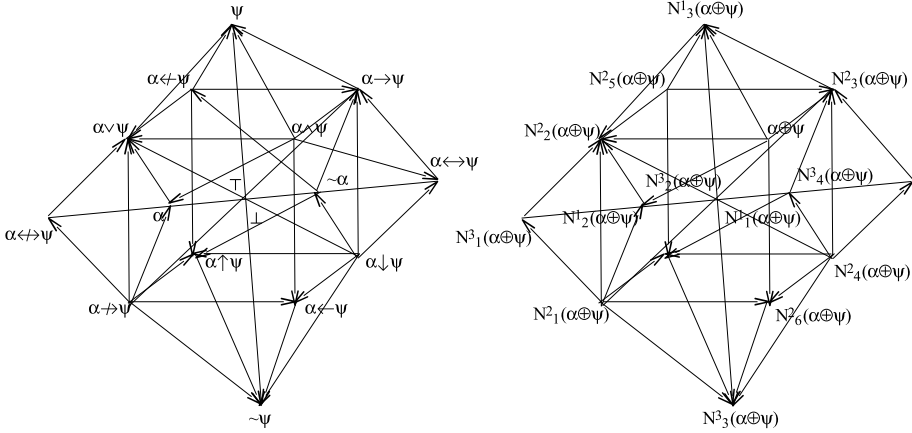 ψ
α↚ψ
α→ψ
α∨ψ
α∧ψ
α↔ψ
⊤
~α
α
⊥
α↮ψ
α↑ψ
α↓ψ
α↛ψ
α←ψ
~ψ
N¹₃(α⊕ψ)
N²₅(α⊕ψ)
N²₃(α⊕ψ)
N²₂(α⊕ψ)
α⊕ψ
N³₂(α⊕ψ)
N³₄(α⊕ψ)
N¹₂(α⊕ψ)
N¹₁(α⊕ψ)
N³₁(α⊕ψ)
N²₄(α⊕ψ)
N²₁(α⊕ψ)
N²₆(α⊕ψ)
N³₃(α⊕ψ)